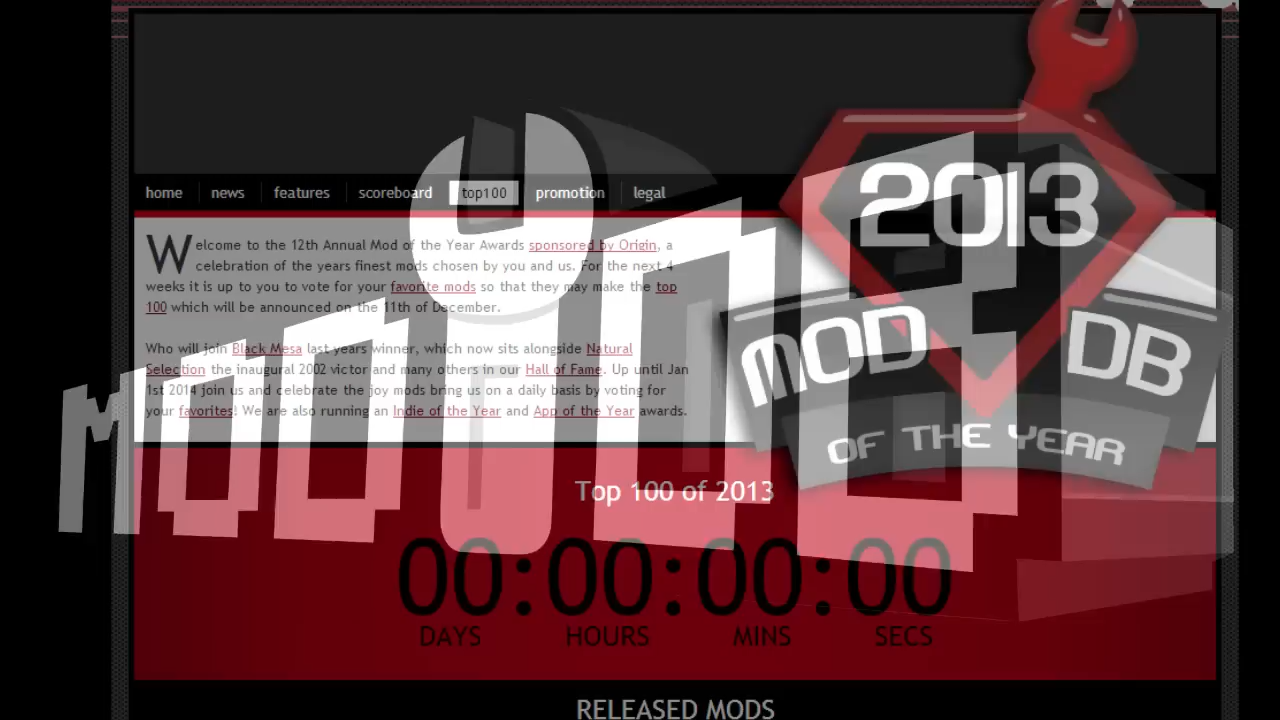 2013
home news features scoreboard top100 promotion legal
Welcome to the 12th Annual Mod of the Year Awards sponsored by Origin, a
celebration of the years finest mods chosen by you and us. For the next 4
weeks it is up to you to vote for your favorite mods so that they may make the top
100 which will be announced on the 11th of December.
Who will join Black Mesa last years winner, which now sits alongside Natural
Selection the inaugural 2002 victor and many others in our Hall of Fame. Up until Jan
1st 2014 join us and celebrate the joy mods bring us on a daily basis by voting for
your favorites! We are also running an Indie of the Year and App of the Year awards.
MOD DB
OF THE YEAR
Top 100 of 2013
00:00:00:00
DAYS HOURS MINS SECS
RELEASED MODS